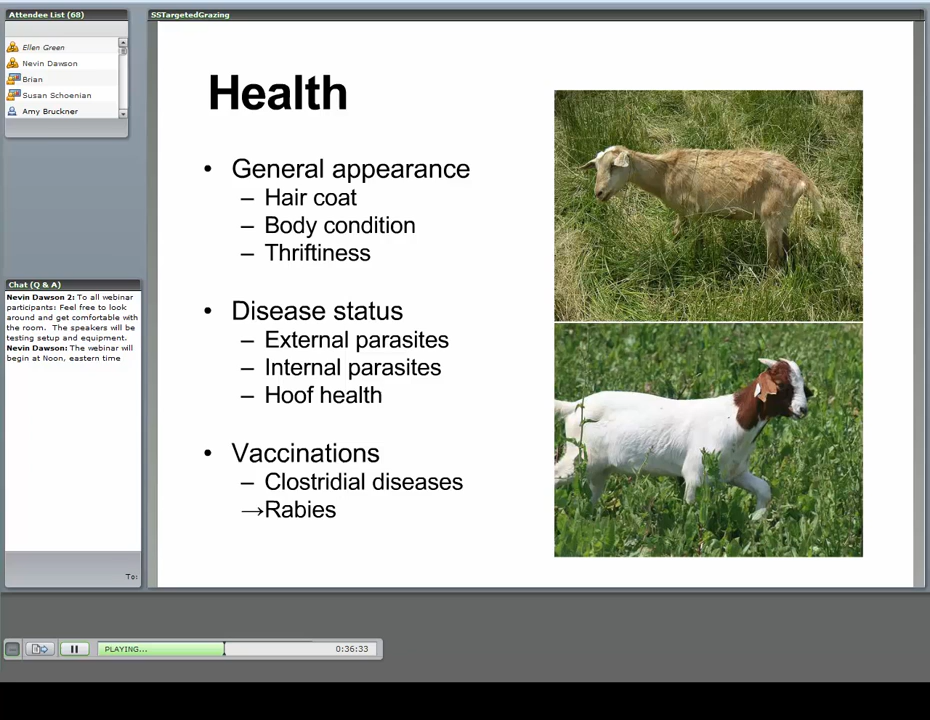 Attendee List (68)
Ellen Green
Nevin Dawson
Brian
Susan Schoenian
Amy Bruckner
Chat (Q & A)
Nevin Dawson 2: To all webinar
participants: Feel free to look
around and get comfortable with
the room. The speakers will be
testing setup and equipment.
Nevin Dawson: The webinar will
begin at Noon, eastern time
To:
SSTargetedGrazing
Health
• General appearance
– Hair coat
– Body condition
– Thriftiness
• Disease status
– External parasites
– Internal parasites
– Hoof health
• Vaccinations
– Clostridial diseases
→Rabies
PLAYING...
0:36:33